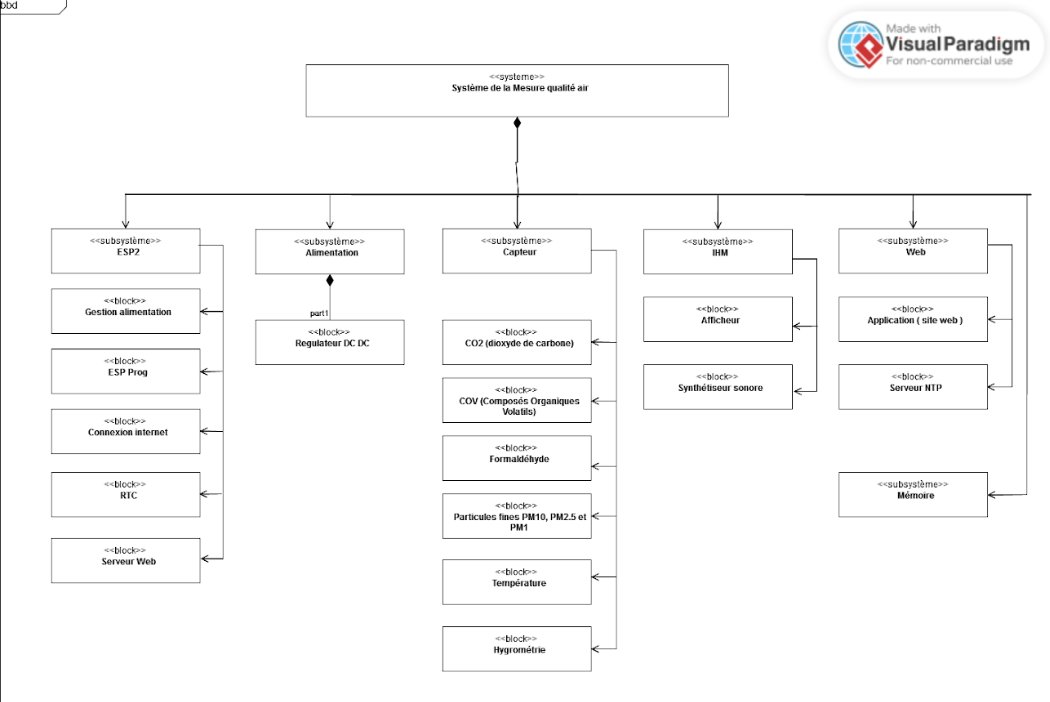 bbd
Made with
Visual Paradigm
For non-commercial use
<<systeme>>
Système de la Mesure qualité air
<<subsystème>>
ESP2
<<block>>
Gestion alimentation
<<block>>
ESP Prog
<<block>>
Connexion internet
<<block>>
RTC
<<block>>
Serveur Web
<<subsystème>>
Alimentation
part1
<<block>>
Regulateur DC DC
<<subsystème>>
Capteur
<<block>>
CO2 (dioxyde de carbone)
<<block>>
COV (Composés Organiques
Volatils)
<<block>>
Formaldéhyde
<<block>>
Particules fines PM10, PM2.5 et
PM1
<<block>>
Température
<<block>>
Hygrométrie
<<subsystème>>
IHM
<<block>>
Afficheur
<<block>>
Synthétiseur sonore
<<subsystème>>
Web
<<block>>
Application ( site web )
<<block>>
Serveur NTP
<<subsystème>>
Mémoire